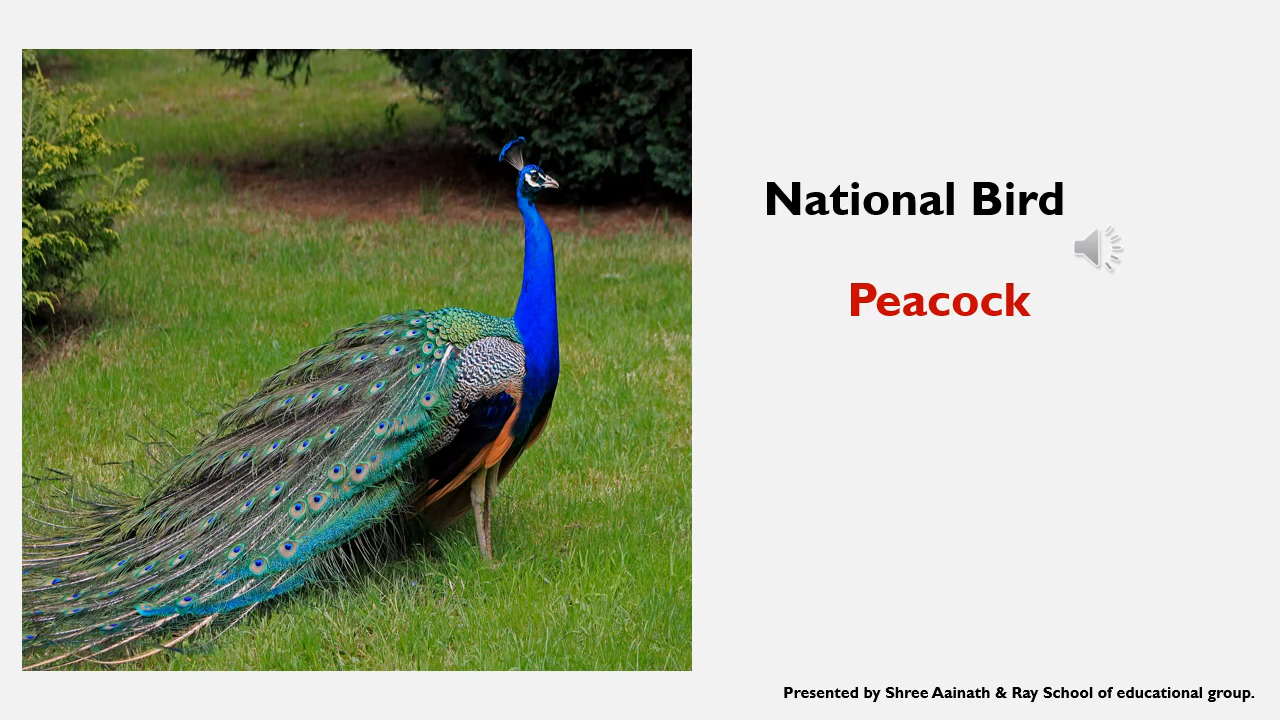 National Bird
Peacock
Presented by Shree Aainath & Ray School of educational group.